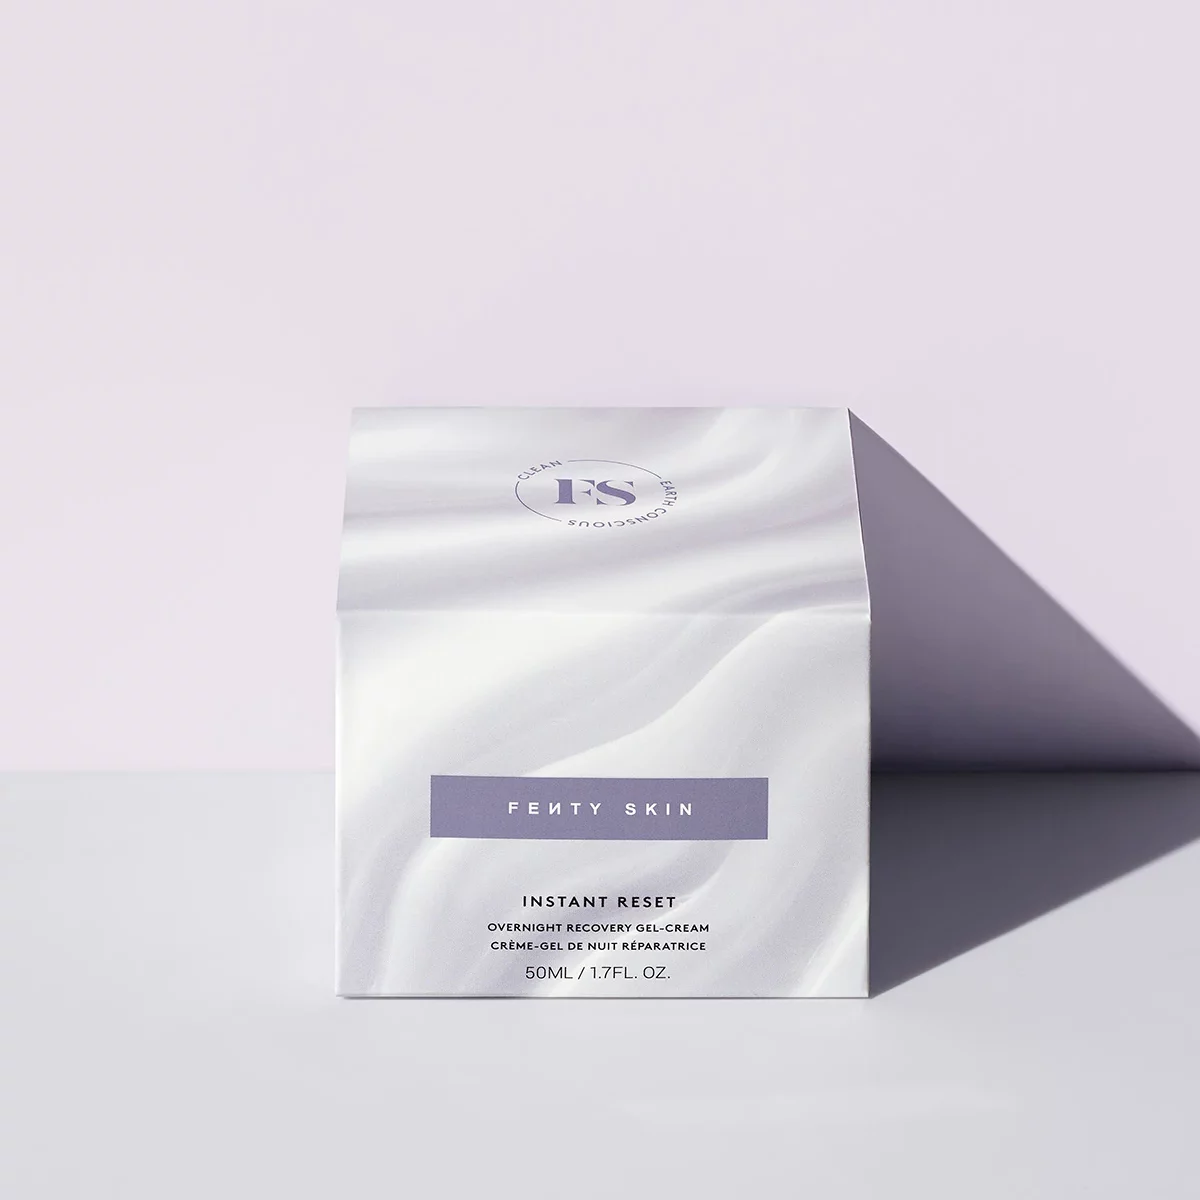 CLEAN
FS
EARTH CONSCIOUS
FEИTY SKIN
INSTANT RESET
OVERNIGHT RECOVERY GEL-CREAM
CRÈME-GEL DE NUIT RÉPARATRICE
50ML / 1.7FL. OZ.